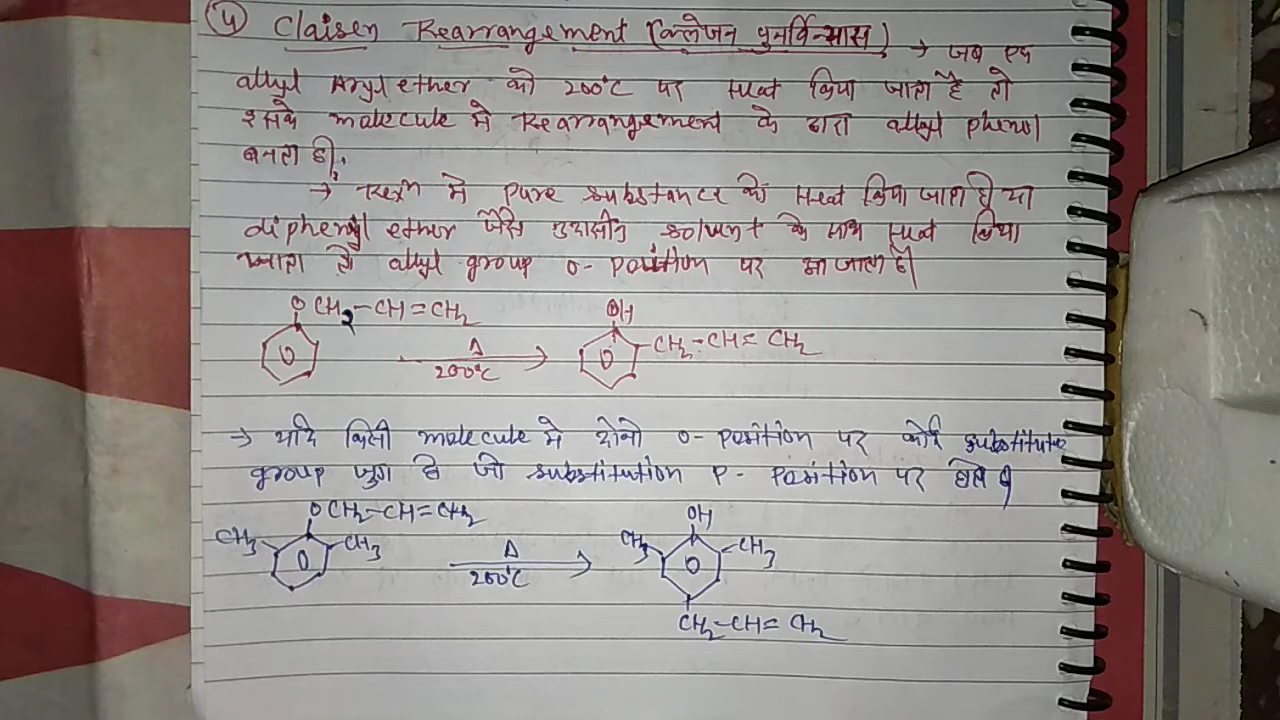 4 Claisen Rearrangement (क्लेजन पुनर्विन्यास) → जब एक
allyl Aryl ether को 200°C पर Heat किया जाता है तो
इसके malecule मे Rearrangement के द्वारा allyl phenol
बनता है।
→ Rexn मे pure substance को Heat किया जाता है या
diphenyl ether जैसे उदासीन solvent के साथ Heat किया
जाता है allyl group o- position पर आ जाता है।
OCH2-CH=CH2
Δ
200°C
OH
CH2-CH=CH2
→ यदि किसी malecule मे दोनो o- position पर कोई substitute
group जुडा है तो substitution p- position पर होता है
OCH2-CH=CH2
CH3
CH3
Δ
200°C
OH
CH3
CH3
CH2-CH=CH2